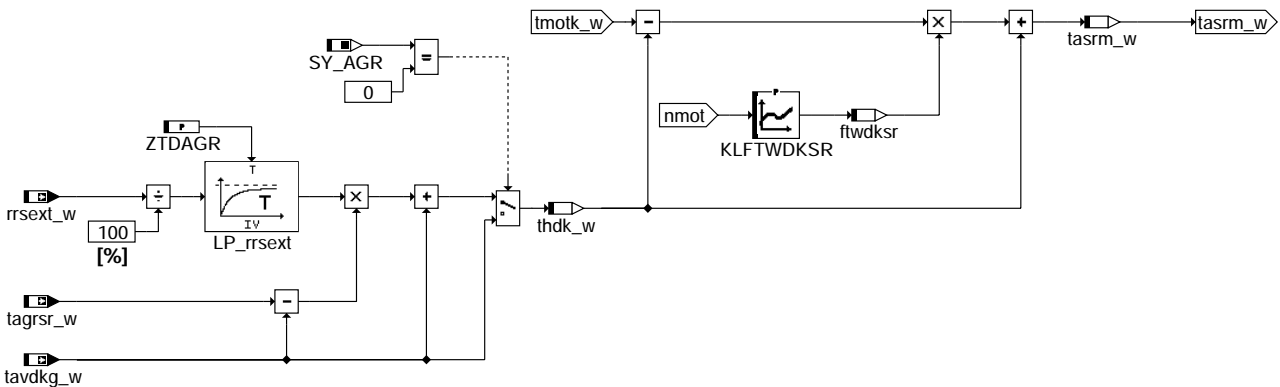 tmotk_w
tasrm_w
tasrm_w
SY_AGR
0
nmot
P
KLFTWDKSR
ftwdksr
P
ZTDAGR
T
T
IV
LP_rrsext
rrsext_w
100
[%]
thdk_w
tagrsr_w
tavdkg_w